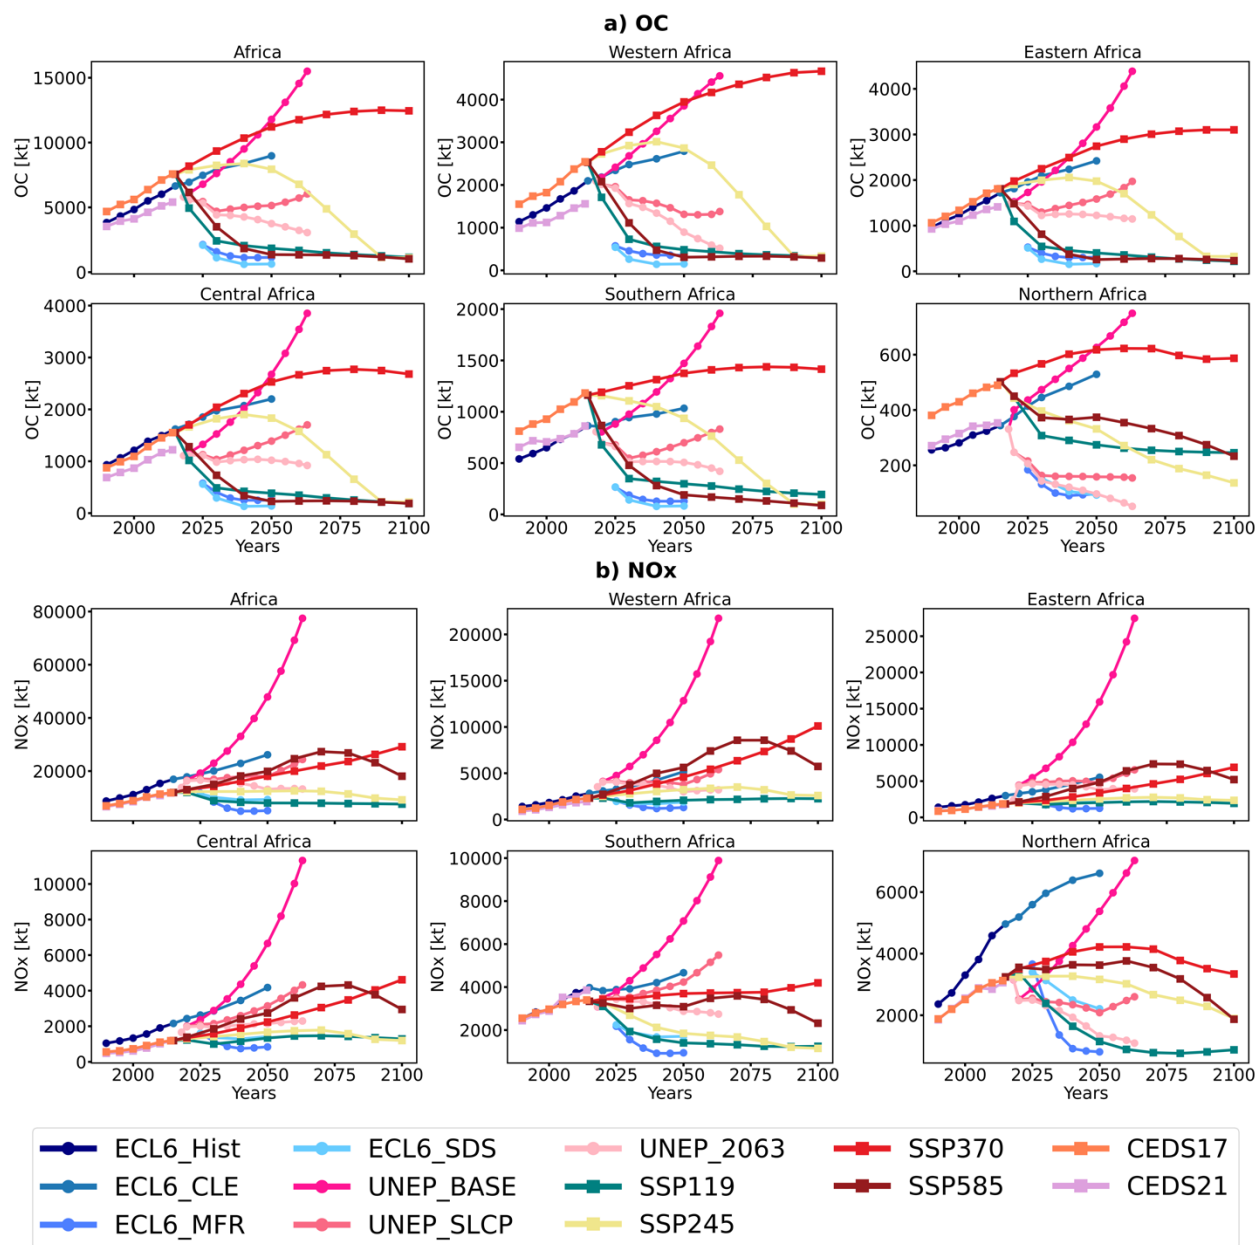 a) OC
Africa Western Africa Eastern Africa
15000
10000
5000
0
OC [kt]
4000
3000
2000
1000
0
OC [kt]
4000
3000
2000
1000
0
OC [kt]
Central Africa Southern Africa Northern Africa
4000
3000
2000
1000
0
OC [kt]
2000
1500
1000
500
0
OC [kt]
600
400
200
OC [kt]
2000 2025 2050 2075 2100 2000 2025 2050 2075 2100 2000 2025 2050 2075 2100
Years Years Years
b) NOx
Africa Western Africa Eastern Africa
80000
60000
40000
20000
NOx [kt]
20000
15000
10000
5000
0
NOx [kt]
25000
20000
15000
10000
5000
0
NOx [kt]
Central Africa Southern Africa Northern Africa
10000
8000
6000
4000
2000
0
NOx [kt]
10000
8000
6000
4000
2000
NOx [kt]
6000
4000
2000
NOx [kt]
2000 2025 2050 2075 2100 2000 2025 2050 2075 2100 2000 2025 2050 2075 2100
Years Years Years
ECL6_Hist ECL6_SDS UNEP_2063 SSP370 CEDS17
ECL6_CLE UNEP_BASE SSP119 SSP585 CEDS21
ECL6_MFR UNEP_SLCP SSP245